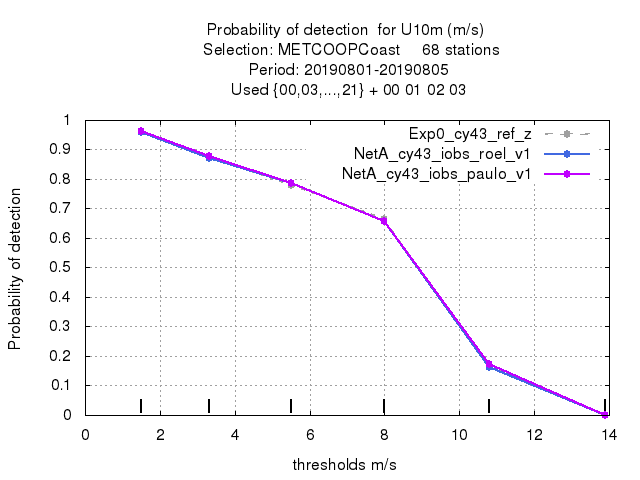 Probability of detection  for U10m (m/s)
Selection: METCOOPCoast     68 stations
Period: 20190801-20190805
Used {00,03,...,21} + 00 01 02 03
Exp0_cy43_ref_z
NetA_cy43_iobs_roel_v1
NetA_cy43_iobs_paulo_v1
Probability of detection
1
0.9
0.8
0.7
0.6
0.5
0.4
0.3
0.2
0.1
0
0 2 4 6 8 10 12 14
thresholds m/s